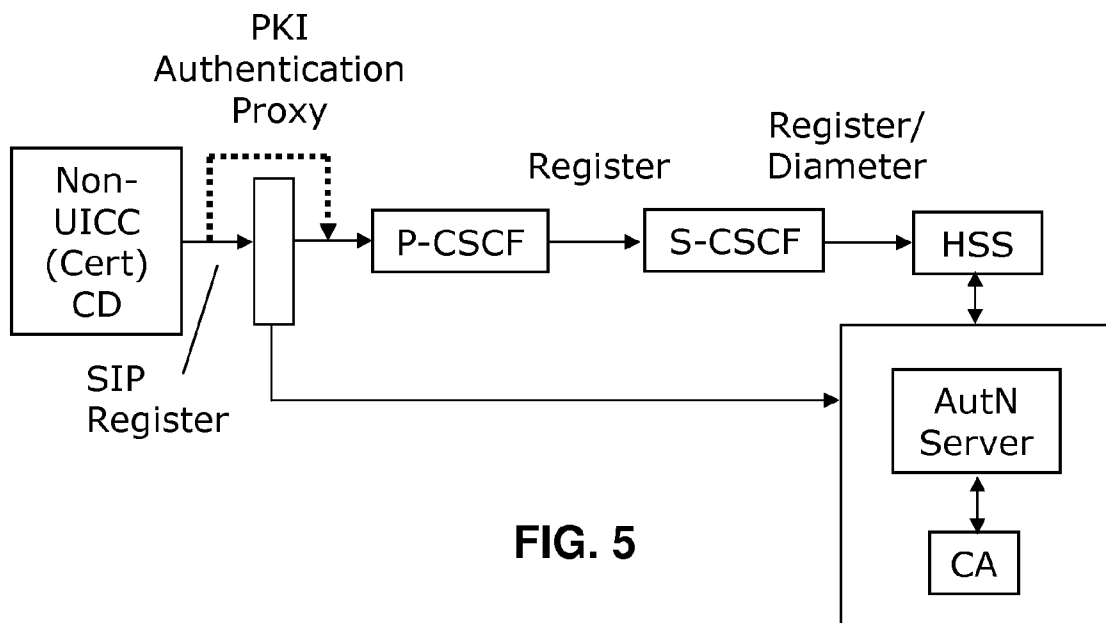 PKI
Authentication
Proxy
Register/
Diameter
Register
Non-
UICC
(Cert)
CD
P-CSCF
S-CSCF
HSS
SIP
Register
AutN
Server
CA
FIG. 5